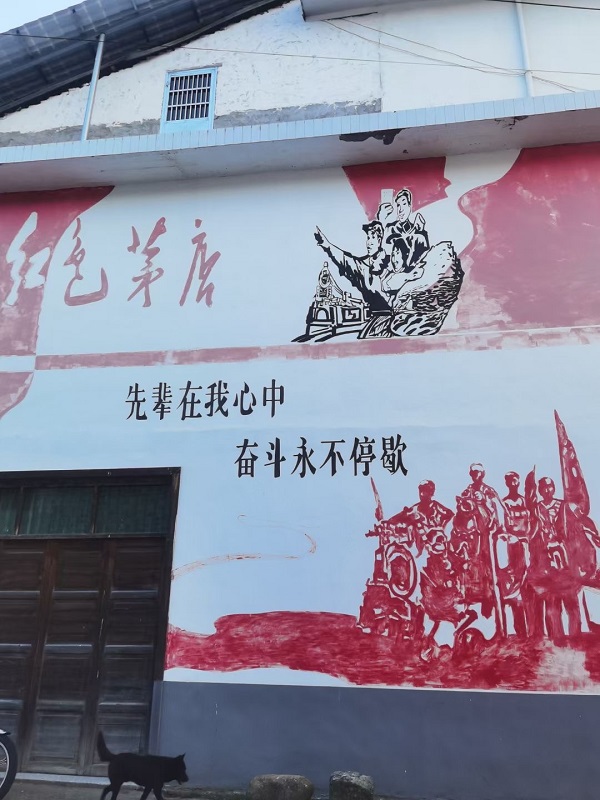 红色茅店
先辈在我心中
奋斗永不停歇